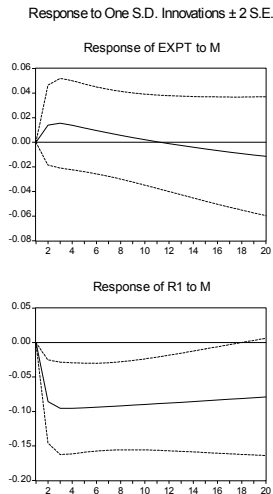 Response to One S.D. Innovations ± 2 S.E.
Response of EXPT to M
0.06
0.04
0.02
0.00
-0.02
-0.04
-0.06
-0.08
2 4 6 8 10 12 14 16 18 20
Response of R1 to M
0.05
0.00
-0.05
-0.10
-0.15
-0.20
2 4 6 8 10 12 14 16 18 20